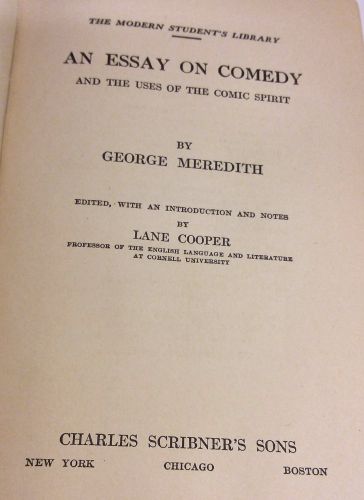 THE MODERN STUDENT'S LIBRARY
AN ESSAY ON COMEDY
AND THE USES OF THE COMIC SPIRIT
BY
GEORGE MEREDITH
EDITED, WITH AN INTRODUCTION AND NOTES
BY
LANE COOPER
PROFESSOR OF THE ENGLISH LANGUAGE AND LITERATURE
AT CORNELL UNIVERSITY
CHARLES SCRIBNER'S SONS
NEW YORK CHICAGO BOSTON